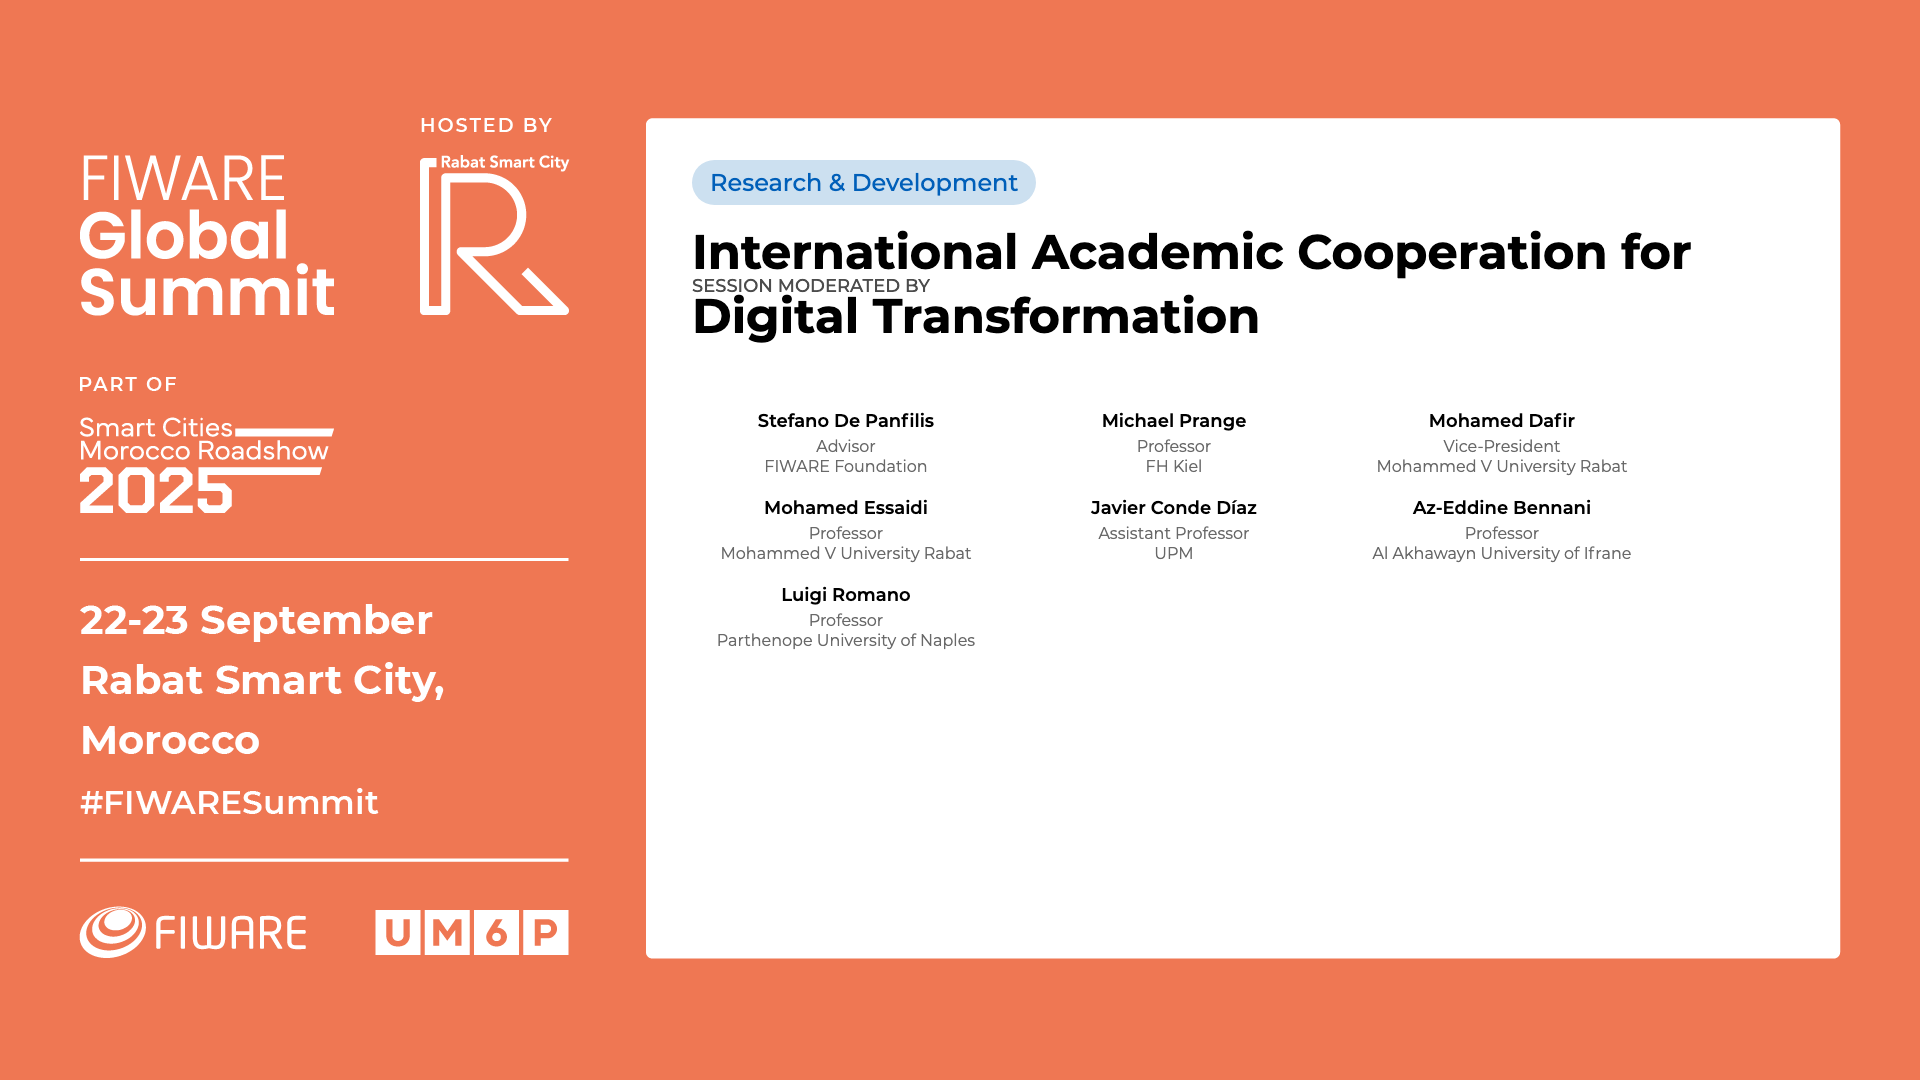 HOSTED BY
FIWARE
Global
Summit
Rabat Smart City
R
PART OF
Smart Cities
Morocco Roadshow
2025
22-23 September
Rabat Smart City,
Morocco
#FIWARESummit
FIWARE
UM6P
Research & Development
International Academic Cooperation for
SESSION MODERATED BY
Digital Transformation
Stefano De Panfilis
Advisor
FIWARE Foundation
Michael Prange
Professor
FH Kiel
Mohamed Dafir
Vice-President
Mohammed V University Rabat
Mohamed Essaidi
Professor
Mohammed V University Rabat
Javier Conde Díaz
Assistant Professor
UPM
Az-Eddine Bennani
Professor
Al Akhawayn University of Ifrane
Luigi Romano
Professor
Parthenope University of Naples